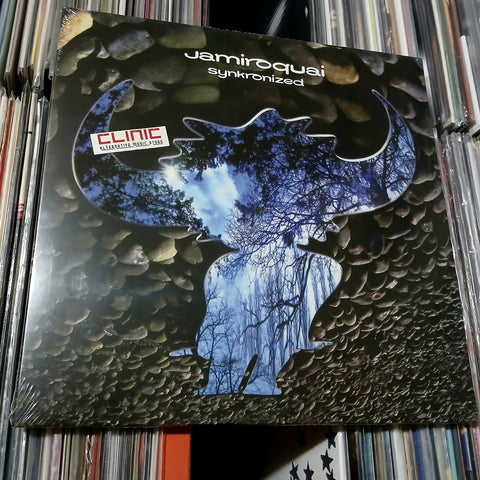 Jamiroquai
synkronized
CLINIC
ALTERNATIVE MUSIC STORE